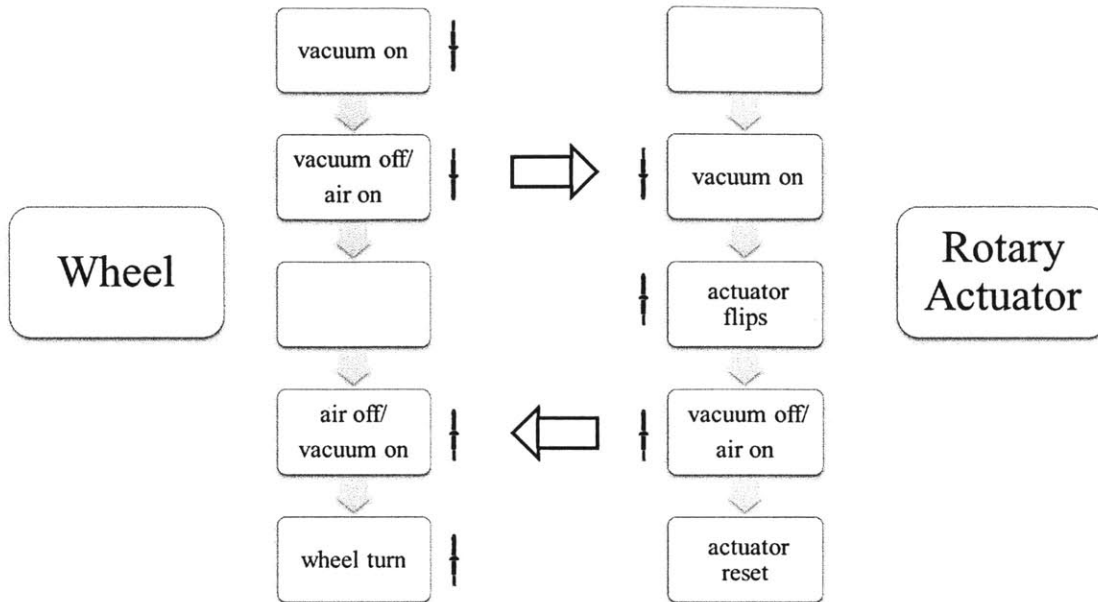 vacuum on
vacuum off/
air on
vacuum on
Wheel
actuator
flips
Rotary
Actuator
air off/
vacuum on
vacuum off/
air on
wheel turn
actuator
reset